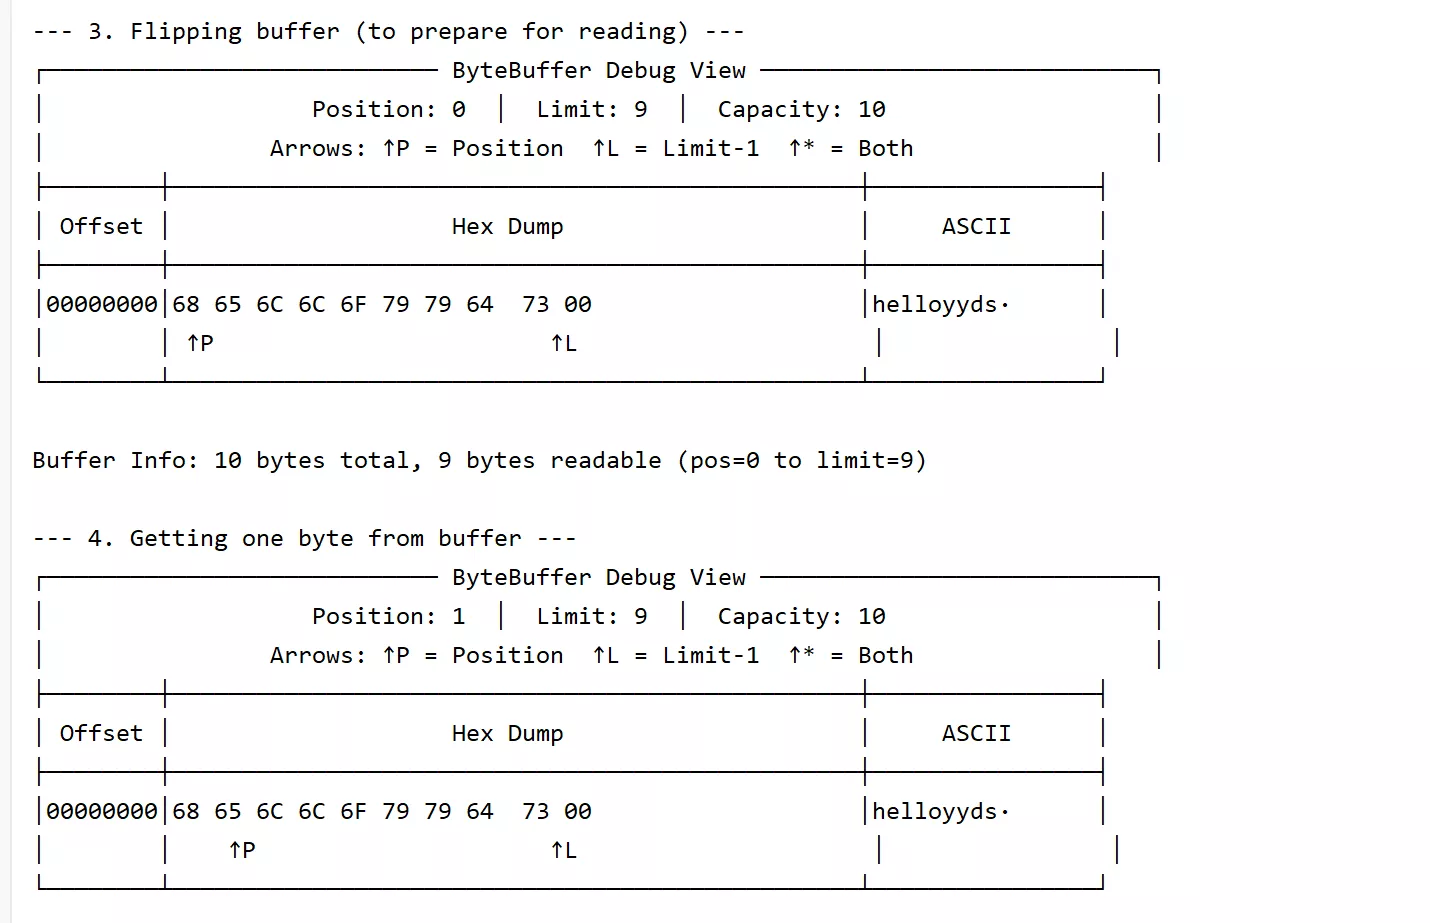 --- 3. Flipping buffer (to prepare for reading) ---
ByteBuffer Debug View
Position: 0 │ Limit: 9 │ Capacity: 10
Arrows: ↑P = Position ↑L = Limit-1 ↑* = Both
│ Offset │ Hex Dump │ ASCII │
│00000000│68 65 6C 6C 6F 79 79 64  73 00 │helloyyds· │
│ │ ↑P ↑L │ │
Buffer Info: 10 bytes total, 9 bytes readable (pos=0 to limit=9)
--- 4. Getting one byte from buffer ---
ByteBuffer Debug View
Position: 1 │ Limit: 9 │ Capacity: 10
Arrows: ↑P = Position ↑L = Limit-1 ↑* = Both
│ Offset │ Hex Dump │ ASCII │
│00000000│68 65 6C 6C 6F 79 79 64  73 00 │helloyyds· │
│ │ ↑P ↑L │ │